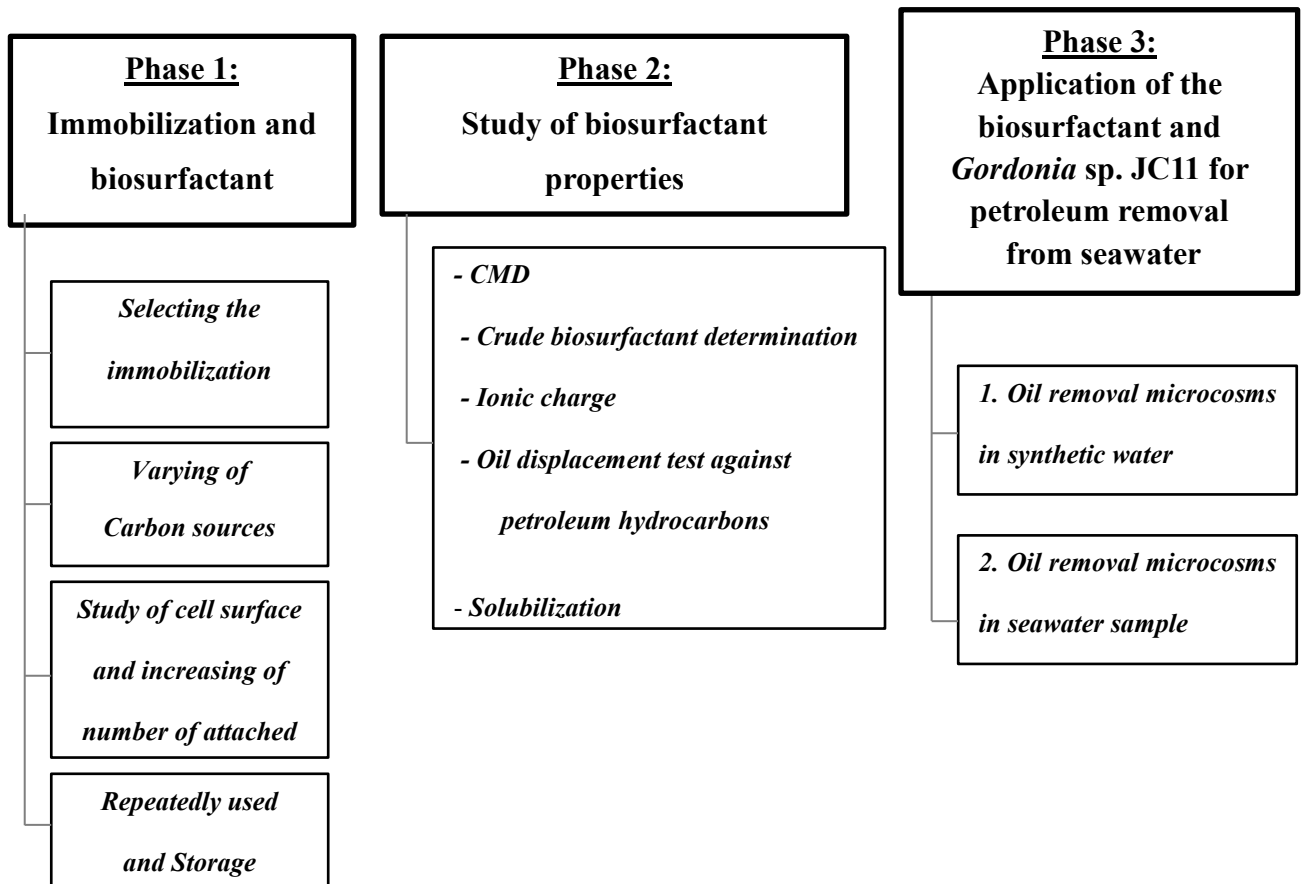 Phase 1:
Immobilization and
biosurfactant
Selecting the
immobilization
Varying of
Carbon sources
Study of cell surface
and increasing of
number of attached
Repeatedly used
and Storage
Phase 2:
Study of biosurfactant
properties
- CMD
- Crude biosurfactant determination
- Ionic charge
- Oil displacement test against
petroleum hydrocarbons
- Solubilization
Phase 3:
Application of the
biosurfactant and
Gordonia sp. JC11 for
petroleum removal
from seawater
1. Oil removal microcosms
in synthetic water
2. Oil removal microcosms
in seawater sample